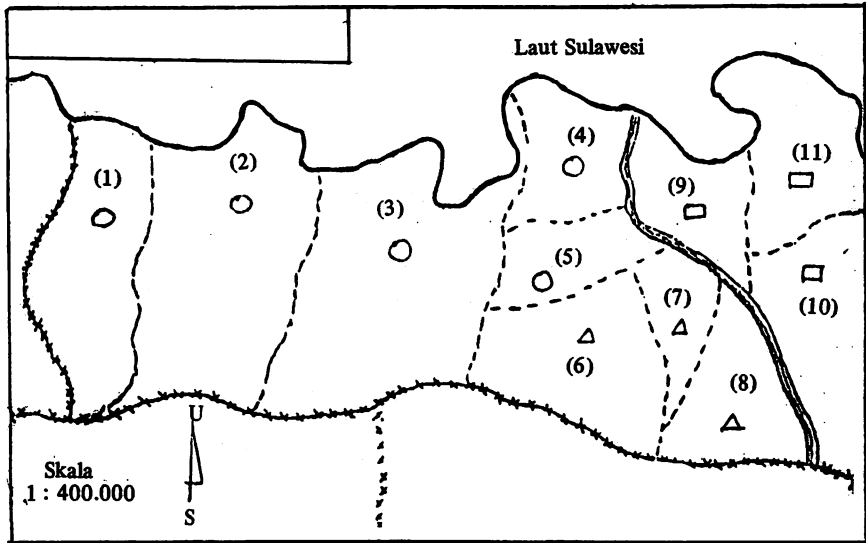 Laut Sulawesi
(1)
(2)
(3)
(4)
(5)
(6)
(7)
(8)
(9)
(10)
(11)
U
S
Skala
1 : 400.000